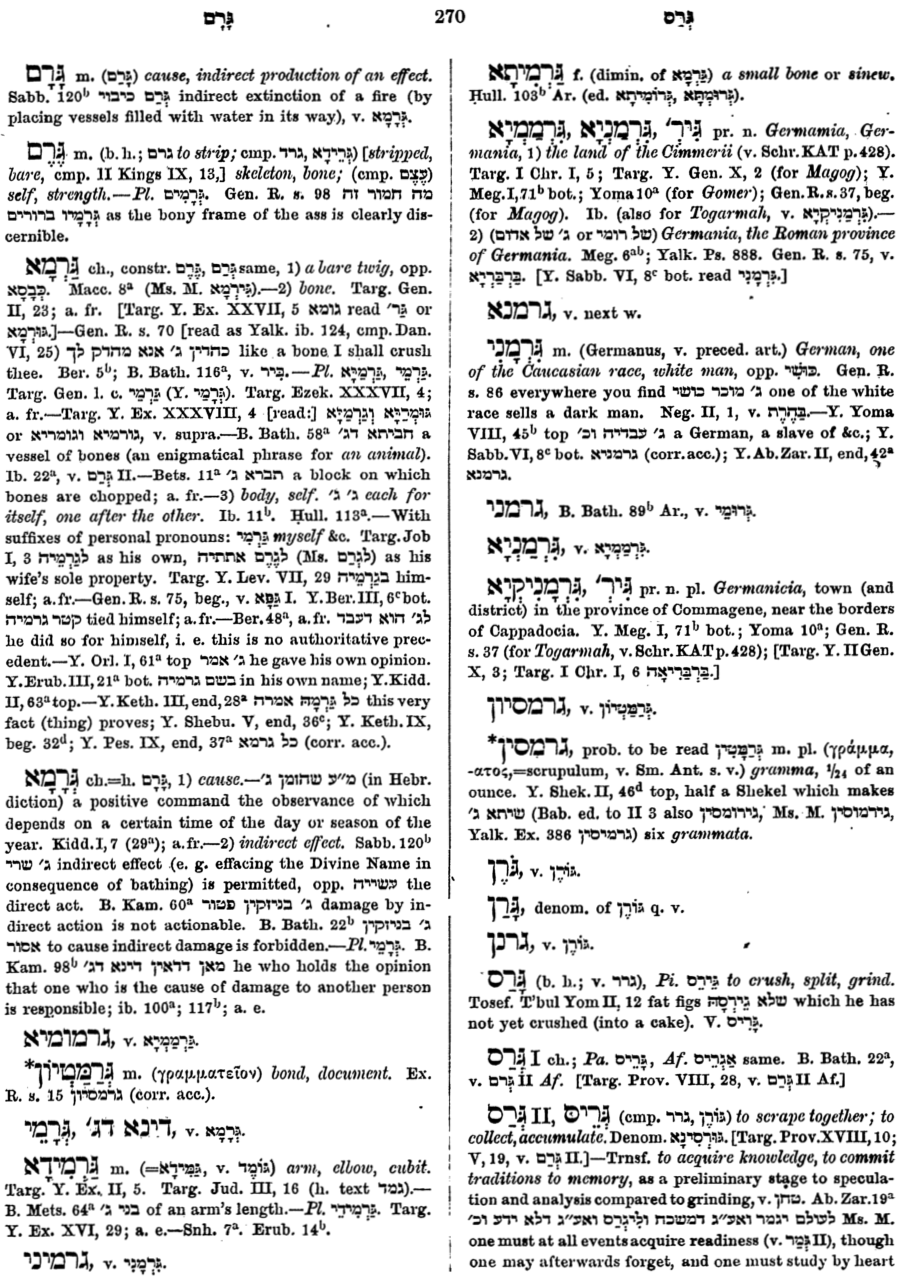 גָּרַם 270 גָּרַס
גָּרַם m. (גְּרַם) cause, indirect production of an effect.
Sabb. 120ᵇ גְּרַם כיבוי indirect extinction of a fire (by
placing vessels filled with water in its way), v. גְּרָמָא.
גֶּרֶם m. (b. h.; גרם to strip; cmp. גרד, גְּרִידָא) [stripped,
bare, cmp. II Kings IX, 13,] skeleton, bone; (cmp. עֶצֶם)
self, strength.—Pl. גְּרָמִים. Gen. R. s. 98 מה חמור זה
גְּרָמָיו ברורים as the bony frame of the ass is clearly dis-
cernible.
גַּרְמָא ch., constr. גְּרַם, גֶּרֶם same, 1) a bare twig, opp.
כָּבְסָא. Macc. 8ᵃ (Ms. M. גִּירְמָא).—2) bone. Targ. Gen.
II, 23; a. fr. [Targ. Y. Ex. XXVII, 5 גומא read גַּר׳ or
גּוּרְמָא.]—Gen. R. s. 70 [read as Yalk. ib. 124, cmp. Dan.
VI, 25) כהדין ג׳ אנא מהדק לך like a bone I shall crush
thee. Ber. 5ᵇ; B. Bath. 116ᵃ, v. בִּיר.—Pl. גַּרְמֵי, גַּרְמַיָּא.
Targ. Gen. l. c. גַּרְמַי (Y. גַּרְמֵי). Targ. Ezek. XXXVII, 4;
a. fr.—Targ. Y. Ex. XXXVIII, 4 [read:] גּוּמְרַיָּא וְגַרְמַיָּא
or גורמיא וגומריא, v. supra.—B. Bath. 58ᵃ חביתא דג׳ a
vessel of bones (an enigmatical phrase for an animal).
Ib. 22ᵃ, v. גְּרַם II.—Bets. 11ᵃ תברא ג׳ a block on which
bones are chopped; a. fr.—3) body, self. ג׳ ג׳ each for
itself, one after the other. Ib. 11ᵇ. Ḥull. 113ᵃ.—With
suffixes of personal pronouns: גַּרְמִי myself &c. Targ. Job
I, 3 לגַרְמֵיהּ as his own, לגֶרֶם אתתיה (Ms. לגְרַם) as his
wife's sole property. Targ. Y. Lev. VII, 29 בגַרְמֵיהּ him-
self; a. fr.—Gen. R. s. 75, beg., v. גַּפָּא I. Y. Ber. III, 6ᶜ bot.
קטר גרמיה tied himself; a. fr.—Ber. 48ᵃ, a. fr. לג׳ הוא דעבד
he did so for himself, i. e. this is no authoritative prec-
edent.—Y. Orl. I, 61ᵃ top ג׳ אמר he gave his own opinion.
Y. Erub. III, 21ᵃ bot. בשם גרמיה in his own name; Y. Kidd.
II, 63ᵃ top.—Y. Keth. III, end, 28ᵃ כל גַּרְמָהּ אמרה this very
fact (thing) proves; Y. Shebu. V, end, 36ᶜ; Y. Keth. IX,
beg. 32ᵈ; Y. Pes. IX, end, 37ᵃ כל גרמא (corr. acc.).
גְּרָמָא ch.=h. גְּרָם, 1) cause.—מ״ע שהזמן ג׳ (in Hebr.
diction) a positive command the observance of which
depends on a certain time of the day or season of the
year. Kidd. I, 7 (29ᵃ); a. fr.—2) indirect effect. Sabb. 120ᵇ
ג׳ שרי indirect effect (e. g. effacing the Divine Name in
consequence of bathing) is permitted, opp. עשייה the
direct act. B. Kam. 60ᵃ ג׳ בניזקין פטור damage by in-
direct action is not actionable. B. Bath. 22ᵇ ג׳ בניזקין
אסור to cause indirect damage is forbidden.—Pl. גְּרָמֵי. B.
Kam. 98ᵇ מאן דדאין דינא דג׳ he who holds the opinion
that one who is the cause of damage to another person
is responsible; ib. 100ᵃ; 117ᵇ; a. e.
גרמומיא, v. גַּרְמַמְיָא.
*גְּרַמַּטְיוֹן m. (γραμματεῖον) bond, document. Ex.
R. s. 15 גרמסיון (corr. acc.).
גְּרָמֵי, דִּינָא דג׳, v. גְּרָמָא.
גַּרְמִידָא m. (=גַּמִּידָא, v. גּוֹמֶד) arm, elbow, cubit.
Targ. Y. Ex. II, 5. Targ. Jud. III, 16 (h. text גמד).—
B. Mets. 64ᵃ בני ג׳ of an arm's length.—Pl. גַּרְמִידֵי. Targ.
Y. Ex. XVI, 29; a. e.—Snh. 7ᵃ. Erub. 14ᵇ.
גרמיני, v. גֶּרְמָנִי.
גַּרְמִיתָא f. (dimin. of גַּרְמָא) a small bone or sinew.
Ḥull. 103ᵇ Ar. (ed. גְּרוּמְתָּא, גרומיתא).
גֶּרְמַמְיָא, גֶּרְמַנְיָא, גִּיר׳ pr. n. Germamia, Ger-
mania, 1) the land of the Cimmerii (v. Schr. KAT p. 428).
Targ. I Chr. I, 5; Targ. Y. Gen. X, 2 (for Magog); Y.
Meg. I, 71ᵇ bot.; Yoma 10ᵃ (for Gomer); Gen. R. s. 37, beg.
(for Magog). Ib. (also for Togarmah, v. גֶּרְמָנִיקְיָא).—
2) (של אדום or ג׳ של רומי) Germania, the Roman province
of Germania. Meg. 6ᵃᵇ; Yalk. Ps. 888. Gen. R. s. 75, v.
בַּרְבַּרְיָא. [Y. Sabb. VI, 8ᶜ bot. read גֶּרְמָנִי.]
גרמנא, v. next w.
גֶּרְמָנִי m. (Germanus, v. preced. art.) German, one
of the Caucasian race, white man, opp. כּוּשִׁי. Gen. R.
s. 86 everywhere you find ג׳ מוכר כושי one of the white
race sells a dark man. Neg. II, 1, v. בַּהֶרֶת.—Y. Yoma
VIII, 45ᵇ top ג׳ עבדיה וכ׳ a German, a slave of &c.; Y.
Sabb. VI, 8ᶜ bot. גרמניא (corr. acc.); Y. Ab. Zar. II, end, 42ᵃ
גרמנא.
גרמני, B. Bath. 89ᵇ Ar., v. גְּרוּמֵי.
גֶּרְמַנְיָא, v. גֶּרְמַמְיָא.
גֶּרְמָנִיקְיָא, גִּיר׳ pr. n. pl. Germanicia, town (and
district) in the province of Commagene, near the borders
of Cappadocia. Y. Meg. I, 71ᵇ bot.; Yoma 10ᵃ; Gen. R.
s. 37 (for Togarmah, v. Schr. KAT p. 428); [Targ. Y. II Gen.
X, 3; Targ. I Chr. I, 6 בַּרְבַּרִיאָה.]
גרמסיון, v. גְּרַמַּטְיוֹן.
*גרמסין, prob. to be read גְּרַמַּטִין m. pl. (γράμμα,
-ατος,=scrupulum, v. Sm. Ant. s. v.) gramma, 1/24 of an
ounce. Y. Shek. II, 46ᵈ top, half a Shekel which makes
שיתא ג׳ (Bab. ed. to II 3 also גירומסין, Ms. M. גירמוסין,
Yalk. Ex. 386 גרמיסין) six grammata.
גֹּרֶן, v. גּוֹרֶן.
גָּרַן, denom. of גּוֹרֶן q. v.
גרנן, v. גּוֹרֶן.
גָּרַס (b. h.; v. גרר), Pi. גֵּירֵס to crush, split, grind.
Tosef. T'bul Yom II, 12 fat figs שלא גֵירְסָהּ which he has
not yet crushed (into a cake). V. גָּרִיס.
גְּרַס I ch.; Pa. גָּרֵיס, Af. אַגְרֵיס same. B. Bath. 22ᵃ,
v. גְּרַם II Af. [Targ. Prov. VIII, 28, v. גְּרַם II Af.]
גְּרַס II, גְּרֵיס (cmp. גרר, גּוֹרֶן) to scrape together; to
collect, accumulate. Denom. גּוּרְסִינָא. [Targ. Prov. XVIII, 10;
V, 19, v. גְּרַם II.]—Trnsf. to acquire knowledge, to commit
traditions to memory, as a preliminary stage to specula-
tion and analysis compared to grinding, v. טחן. Ab. Zar. 19ᵃ
לעולם יגמר ואע״ג דמשכח וליגרס ואע״ג דלא ידע וכ׳ Ms. M.
one must at all events acquire readiness (v. גְּמַר II), though
one may afterwards forget, and one must study by heart